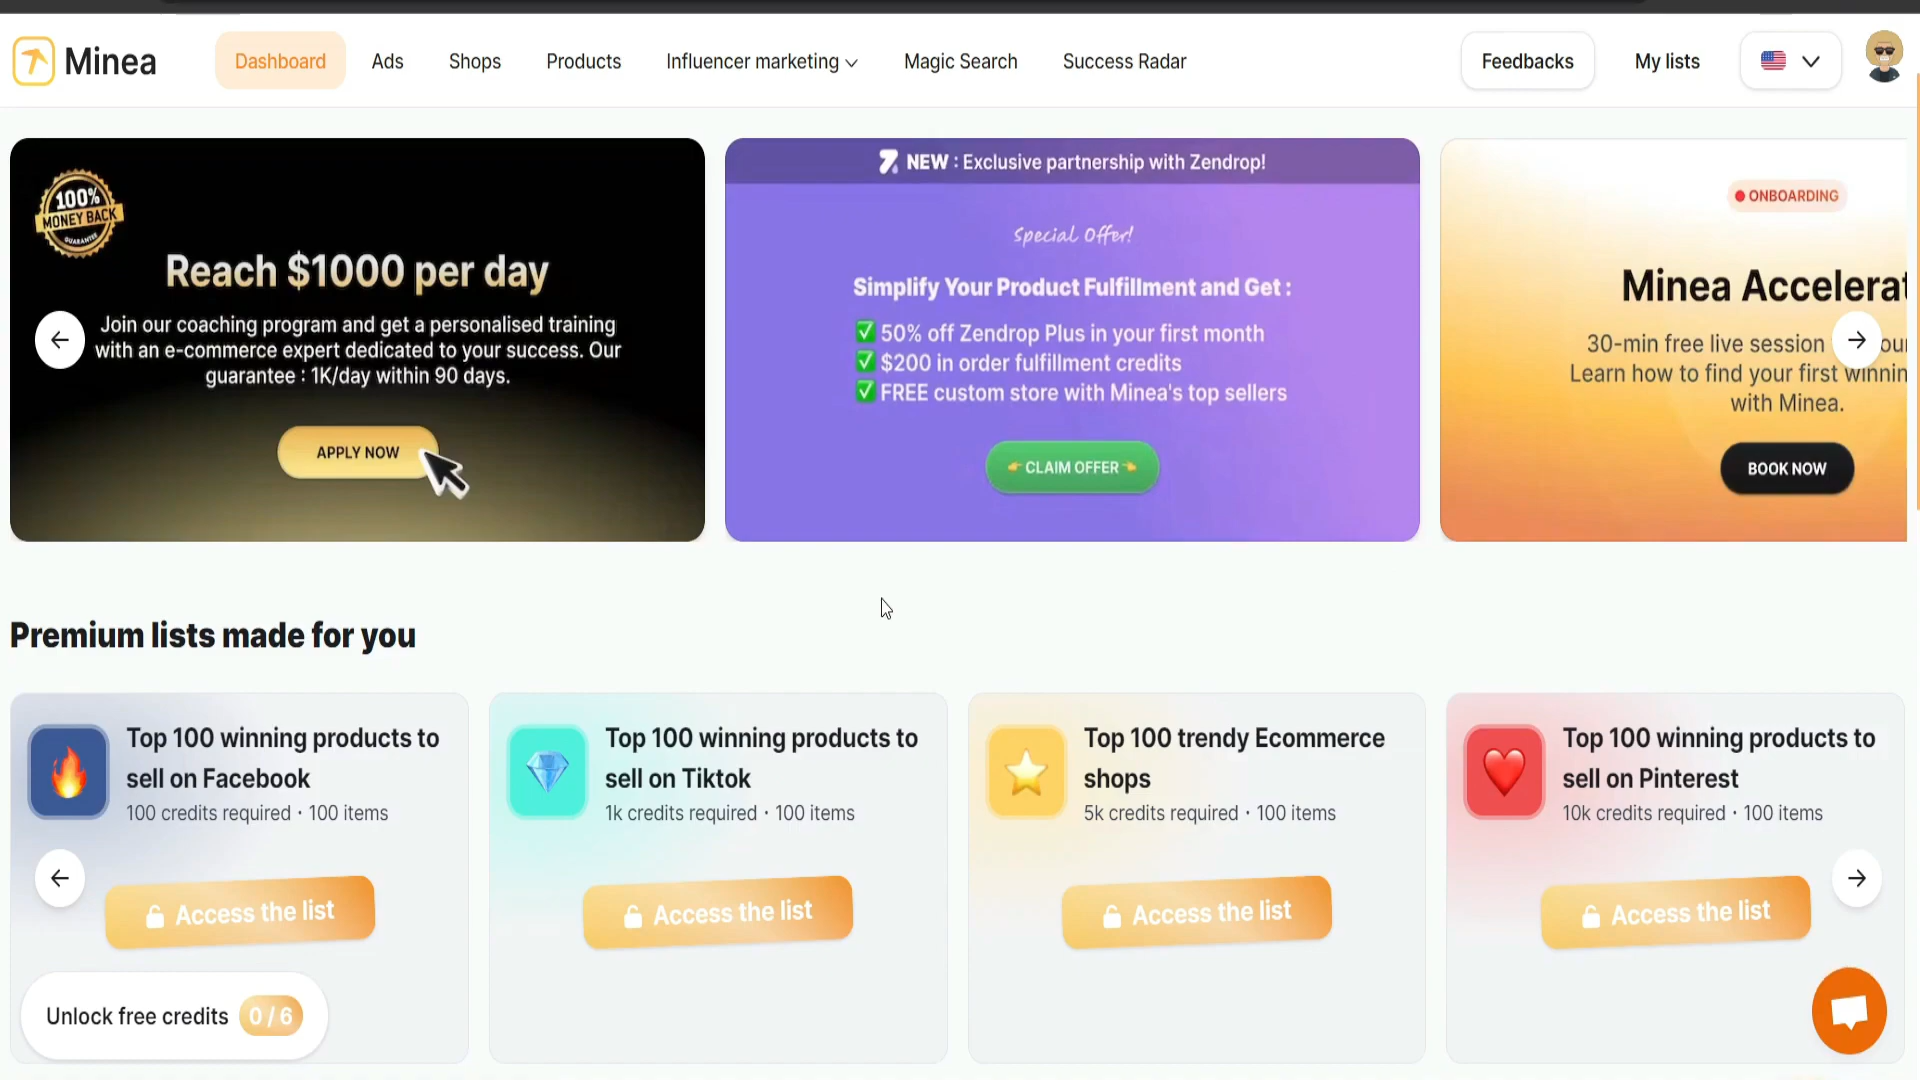 Minea
Dashboard
Ads
Shops
Products
Influencer marketing
Magic Search
Success Radar
Feedbacks
My lists
100%
MONEY BACK
GUARANTEE
Reach $1000 per day
Join our coaching program and get a personalised training
with an e-commerce expert dedicated to your success. Our
guarantee : 1K/day within 90 days.
APPLY NOW
NEW : Exclusive partnership with Zendrop!
Special Offer!
Simplify Your Product Fulfillment and Get :
✅ 50% off Zendrop Plus in your first month
✅ $200 in order fulfillment credits
✅ FREE custom store with Minea's top sellers
👉 CLAIM OFFER 👈
ONBOARDING
Minea Accelerat
30-min free live session
Learn how to find your first winnin
with Minea.
BOOK NOW
Premium lists made for you
Top 100 winning products to
sell on Facebook
100 credits required • 100 items
Access the list
Top 100 winning products to
sell on Tiktok
1k credits required • 100 items
Access the list
Top 100 trendy Ecommerce
shops
5k credits required • 100 items
Access the list
Top 100 winning products to
sell on Pinterest
10k credits required • 100 items
Access the list
Unlock free credits 0 / 6